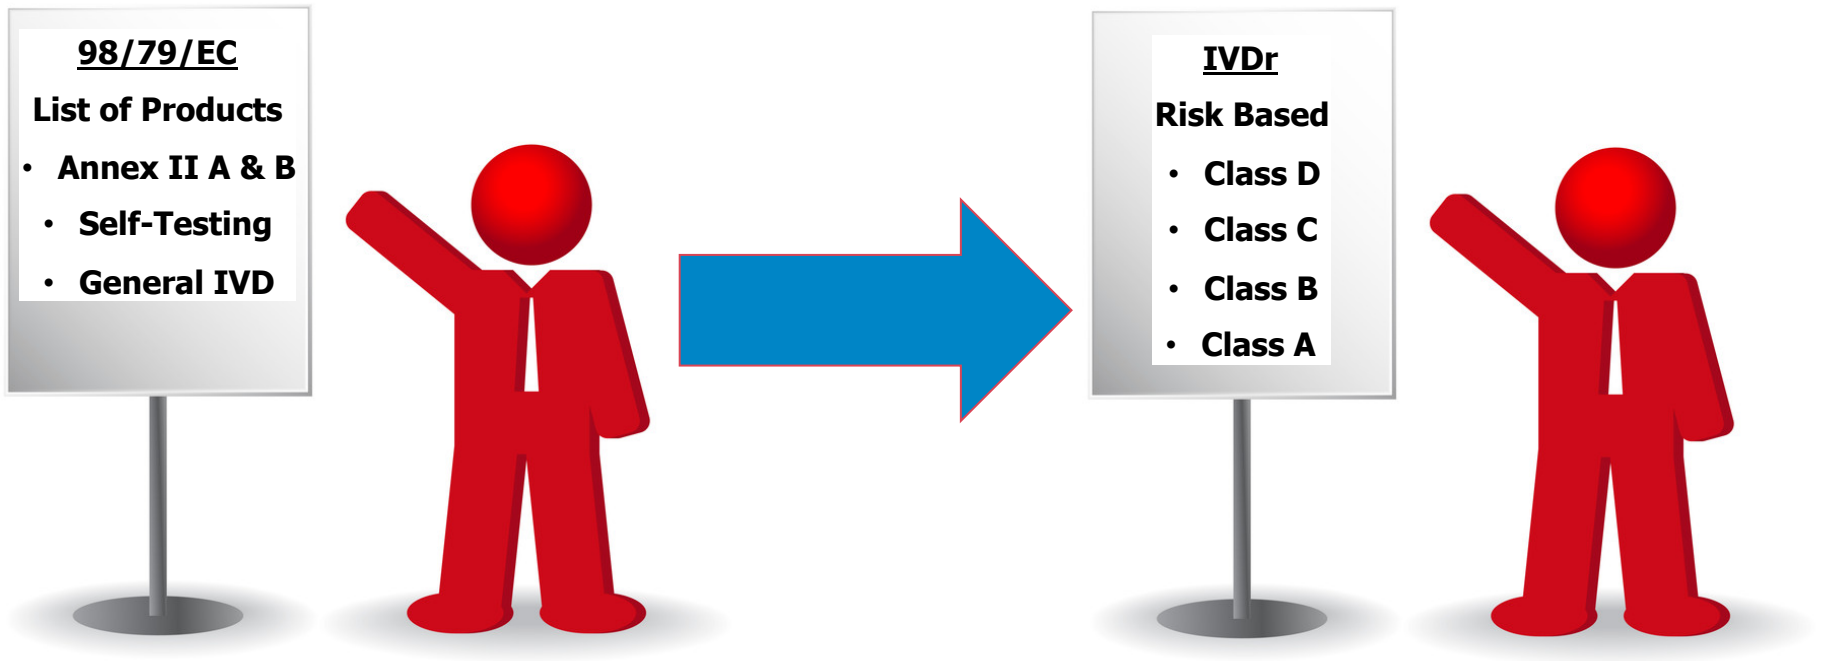 98/79/EC
List of Products
• Annex II A & B
• Self-Testing
• General IVD
IVDr
Risk Based
• Class D
• Class C
• Class B
• Class A